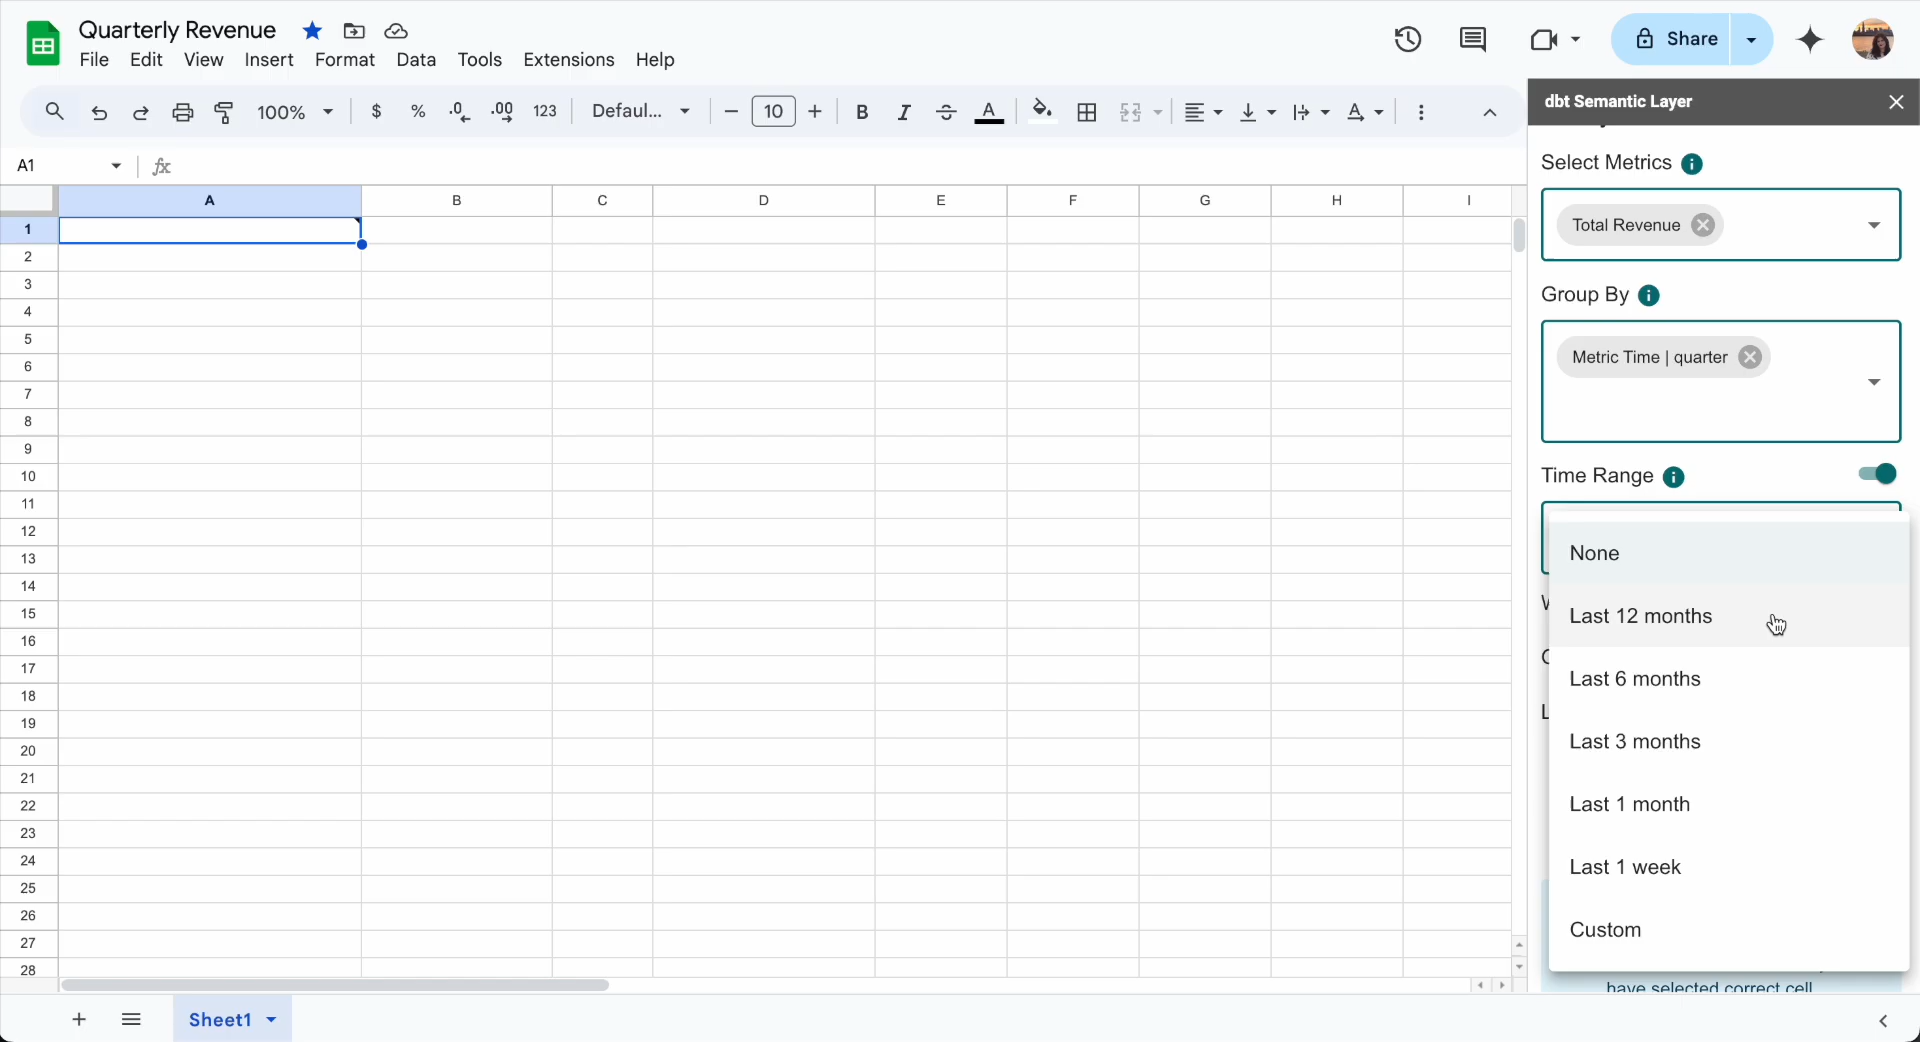 Quarterly Revenue
File Edit View Insert Format Data Tools Extensions Help
Share
100% $ % .0 .00 123 Defaul... 10 B I A A
dbt Semantic Layer
A1 fx
Select Metrics i
Total Revenue
Group By i
Metric Time | quarter
Time Range i
None
Last 12 months
Last 6 months
Last 3 months
Last 1 month
Last 1 week
Custom
have selected correct cell
A B C D E F G H I
1
2
3
4
5
6
7
8
9
10
11
12
13
14
15
16
17
18
19
20
21
22
23
24
25
26
27
28
Sheet1